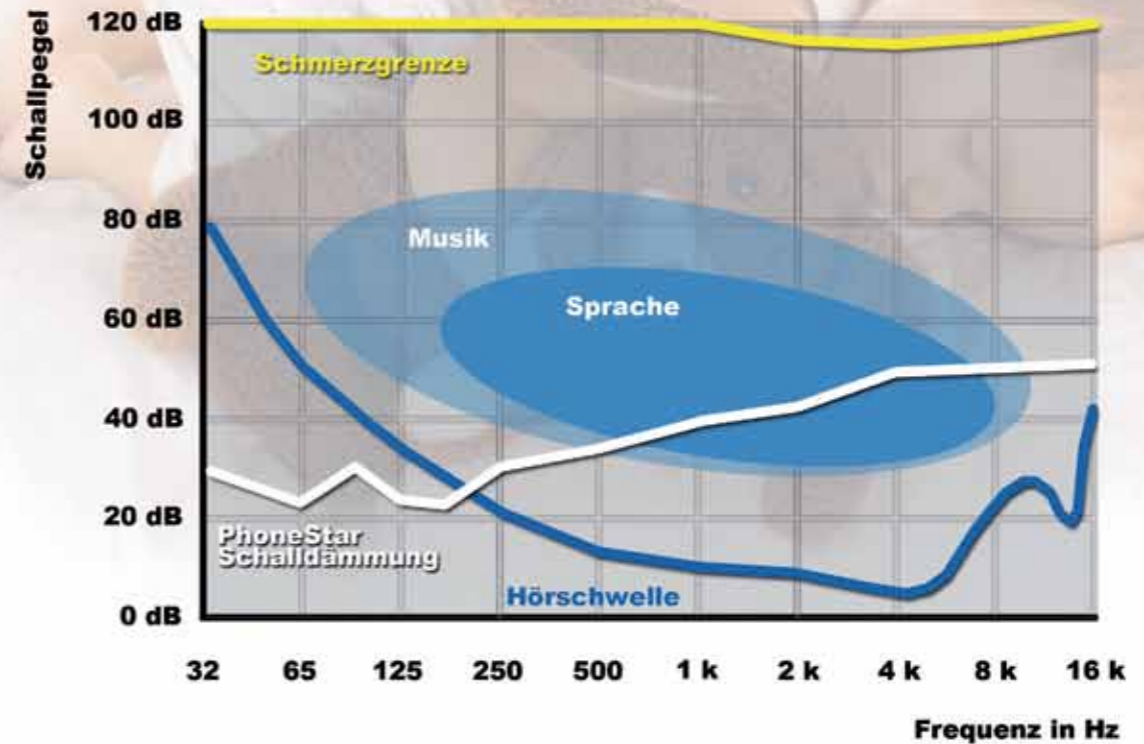 Schallpegel
120 dB
100 dB
80 dB
60 dB
40 dB
20 dB
0 dB
Schmerzgrenze
Musik
Sprache
PhoneStar
Schalldämmung
Hörschwelle
32 65 125 250 500 1 k 2 k 4 k 8 k 16 k
Frequenz in Hz